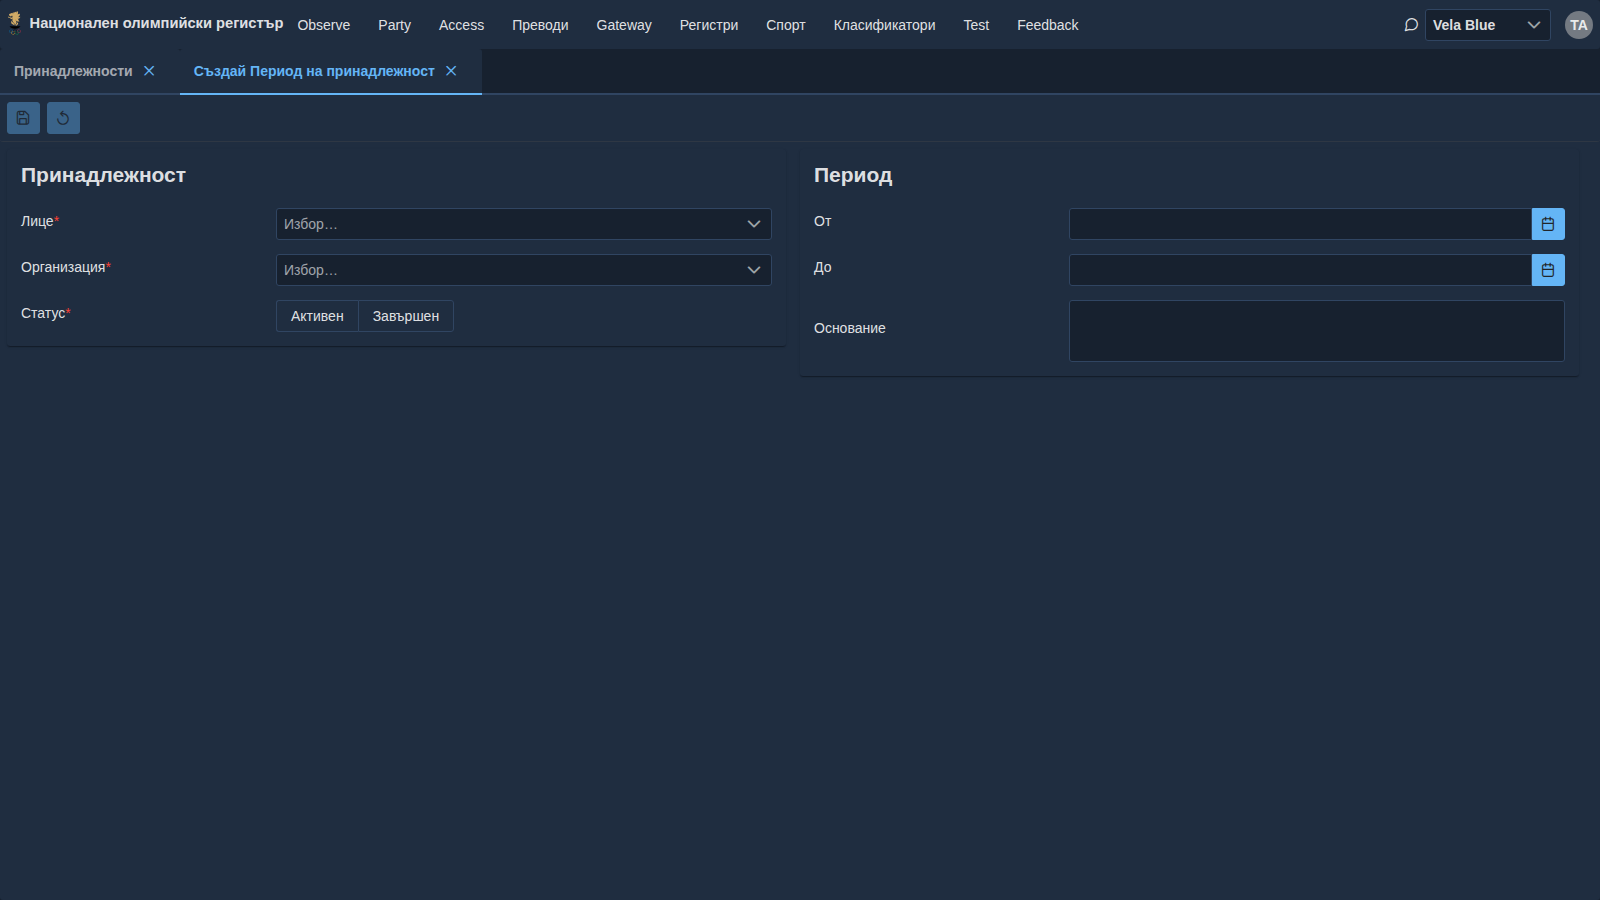 Национален олимпийски регистър Observe Party Access Преводи Gateway Регистри Спорт Класификатори Test Feedback Vela Blue TA
Принадлежности Създай Период на принадлежност
Принадлежност
Лице* Избор...
Организация* Избор...
Статус* Активен Завършен
Период
От
До
Основание